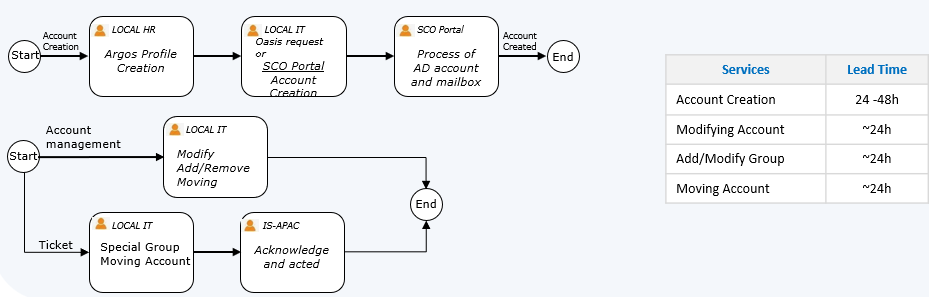 Start
Account
Creation
LOCAL HR
Argos Profile
Creation
LOCAL IT
Oasis request
or
SCO Portal
Account
Creation
SCO Portal
Process of
AD account
and mailbox
Account
Created
End
Start
Account
management
LOCAL IT
Modify
Add/Remove
Moving
End
Ticket
LOCAL IT
Special Group
Moving Account
IS-APAC
Acknowledge
and acted
Services Lead Time
Account Creation 24 -48h
Modifying Account ~24h
Add/Modify Group ~24h
Moving Account ~24h